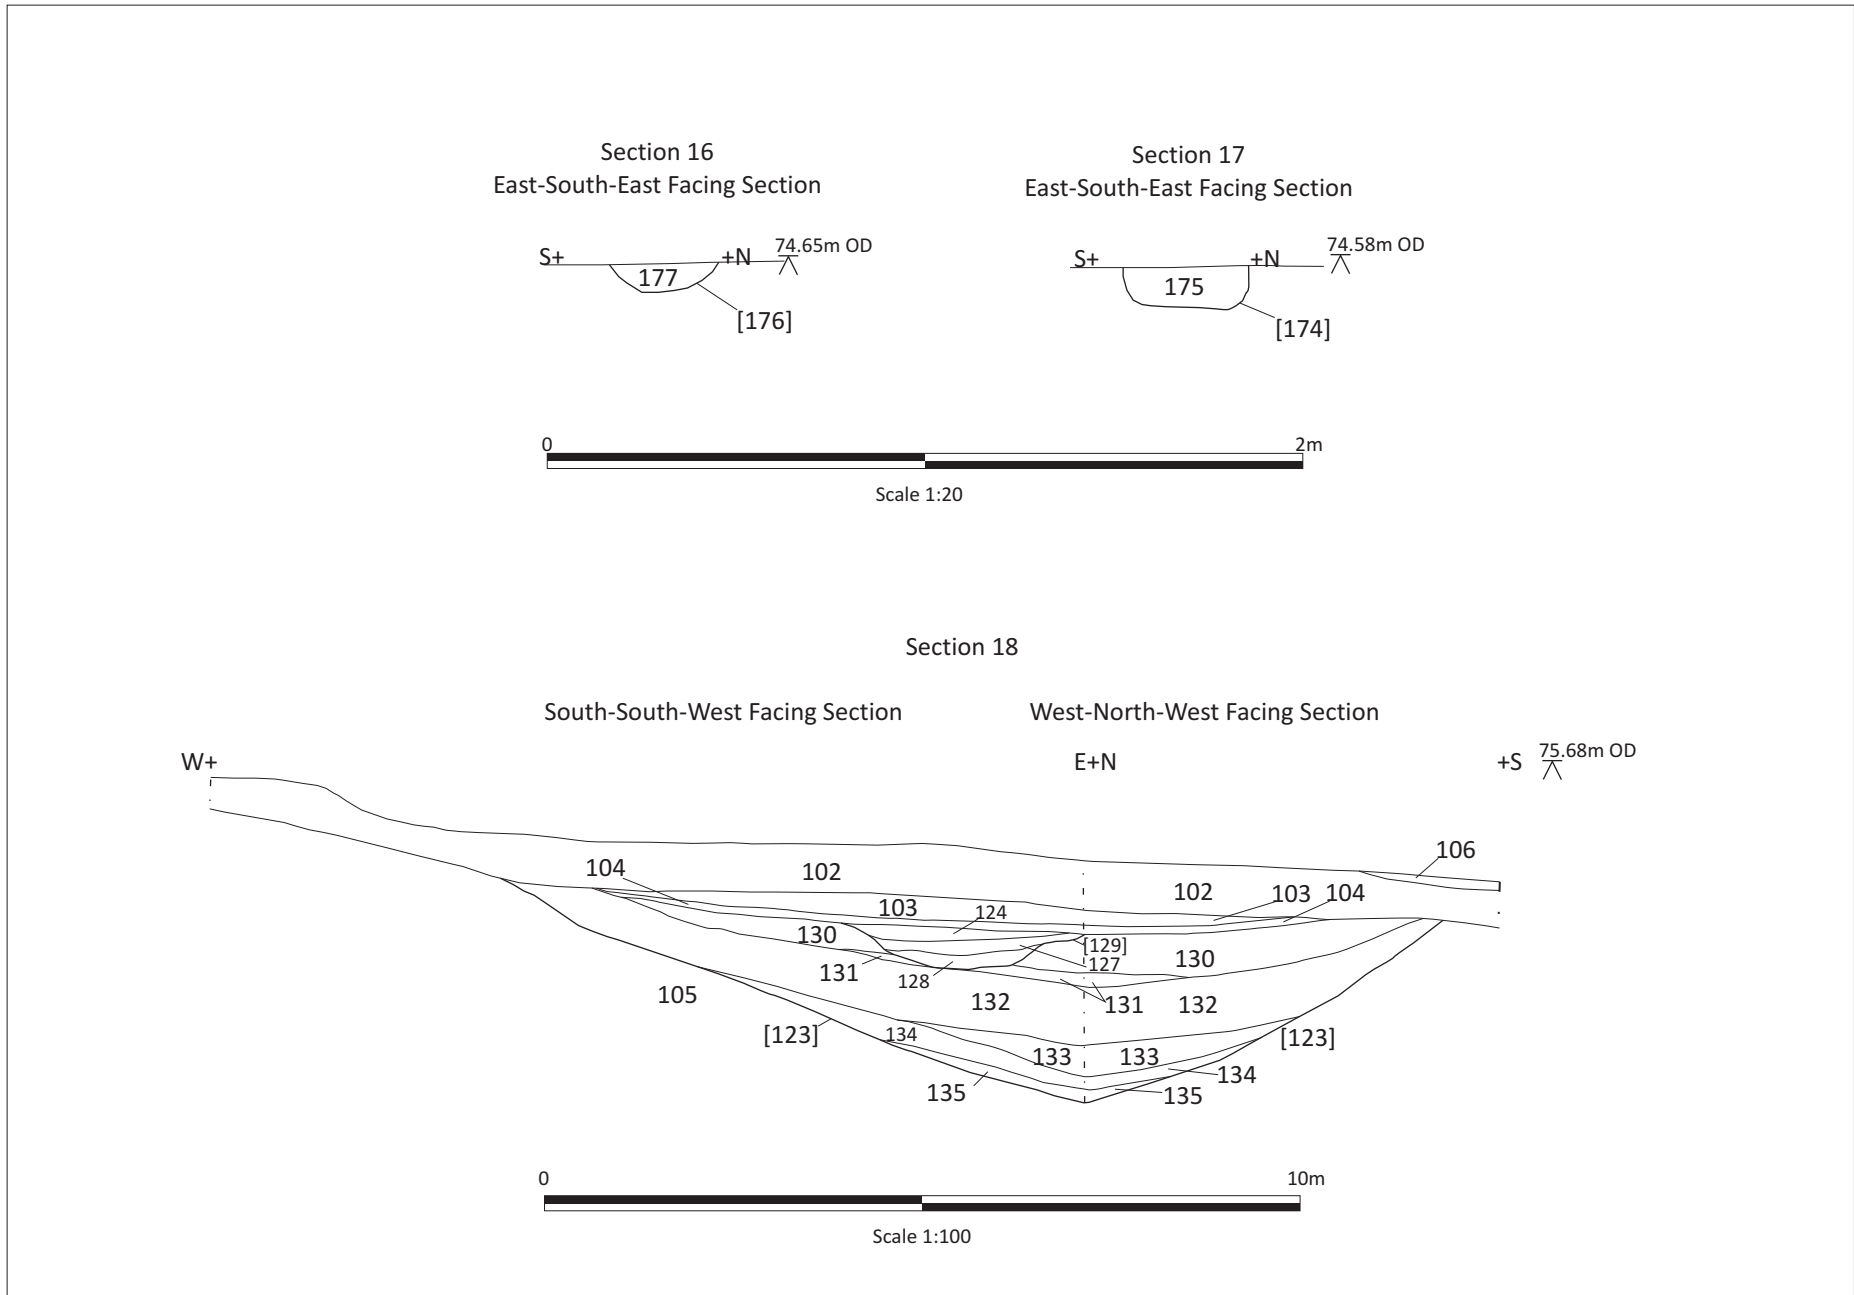 Section 16
East-South-East Facing Section
S+
+N
74.65m OD
177
[176]
Section 17
East-South-East Facing Section
S+
+N
74.58m OD
175
[174]
0
2m
Scale 1:20
Section 18
South-South-West Facing Section
West-North-West Facing Section
W+
E+N
+S
75.68m OD
106
104
102
102
103
104
103
124
130
[129]
127
130
131
128
105
132
131
132
[123]
134
133
133
[123]
134
135
135
0
10m
Scale 1:100